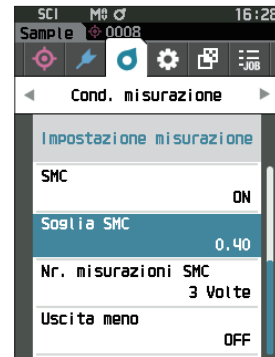 SCI M0 16:28
Sample 0008
-JOB
Cond. misurazione
Impostazione misurazione
SMC
ON
Soglia SMC
0.40
Nr. misurazioni SMC
3 Volte
Uscita meno
OFF